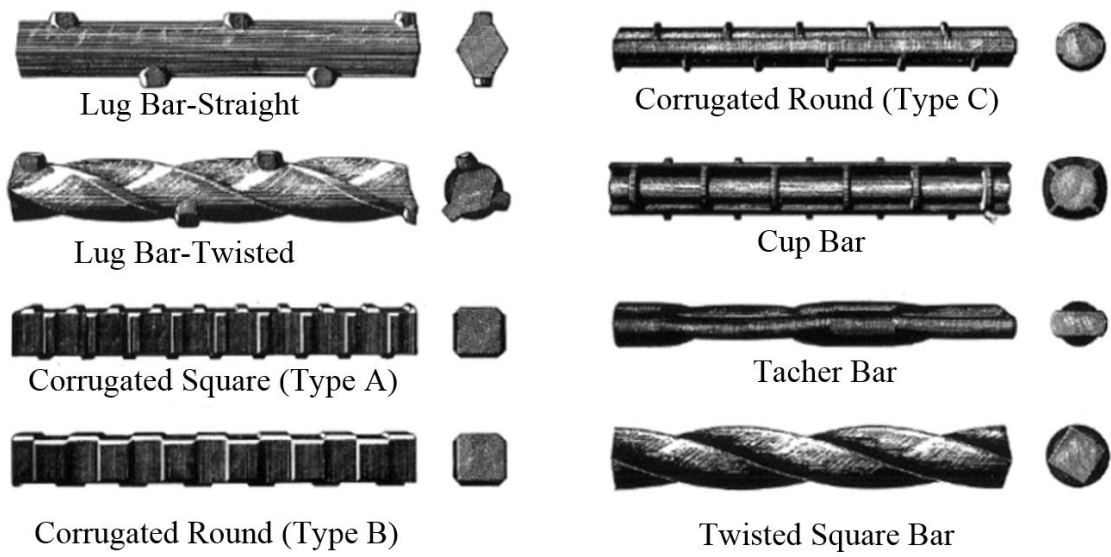 Lug Bar-Straight
Corrugated Round (Type C)
Lug Bar-Twisted
Cup Bar
Corrugated Square (Type A)
Tacher Bar
Corrugated Round (Type B)
Twisted Square Bar